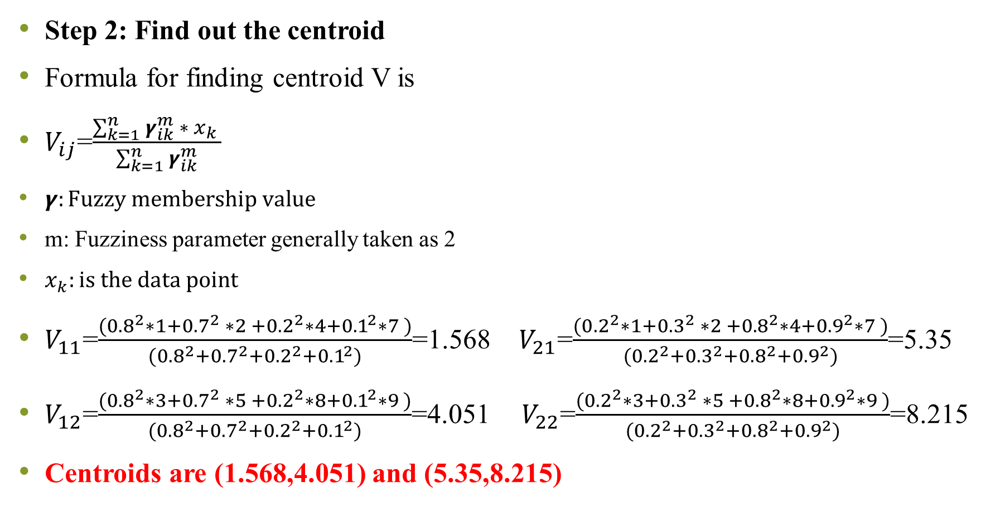 • Step 2: Find out the centroid
• Formula for finding centroid V is
• $V_{ij}=\frac{\sum_{k=1}^{n} \boldsymbol{\gamma}_{ik}^{m} * x_k}{\sum_{k=1}^{n} \boldsymbol{\gamma}_{ik}^{m}}$
• 𝜸: Fuzzy membership value
• m: Fuzziness parameter generally taken as 2
• $x_k$: is the data point
• $V_{11}=\frac{(0.8^2*1+0.7^2*2+0.2^2*4+0.1^2*7)}{(0.8^2+0.7^2+0.2^2+0.1^2)}=1.568$ $V_{21}=\frac{(0.2^2*1+0.3^2*2+0.8^2*4+0.9^2*7)}{(0.2^2+0.3^2+0.8^2+0.9^2)}=5.35$
• $V_{12}=\frac{(0.8^2*3+0.7^2*5+0.2^2*8+0.1^2*9)}{(0.8^2+0.7^2+0.2^2+0.1^2)}=4.051$ $V_{22}=\frac{(0.2^2*3+0.3^2*5+0.8^2*8+0.9^2*9)}{(0.2^2+0.3^2+0.8^2+0.9^2)}=8.215$
• Centroids are (1.568,4.051) and (5.35,8.215)